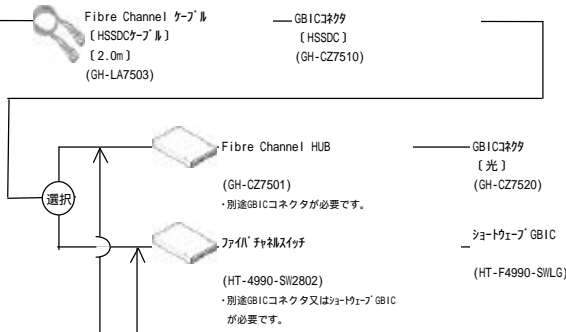 Fibre Channel ｹｰﾌﾞﾙ
〔HSSDCｹｰﾌﾞﾙ〕
〔2.0m〕
(GH-LA7503)
GBICｺﾈｸﾀ
〔HSSDC〕
(GH-CZ7510)
Fibre Channel HUB
(GH-CZ7501)
・別途GBICコネクタが必要です。
GBICｺﾈｸﾀ
〔光〕
(GH-CZ7520)
選択
ﾌｧｲﾊﾞﾁｬﾈﾙｽｲｯﾁ
(HT-4990-SW2802)
・別途GBICコネクタ又はｼｮｰﾄｳｪｰﾌﾞGBIC
が必要です。
ｼｮｰﾄｳｪｰﾌﾞGBIC
(HT-F4990-SWLG)